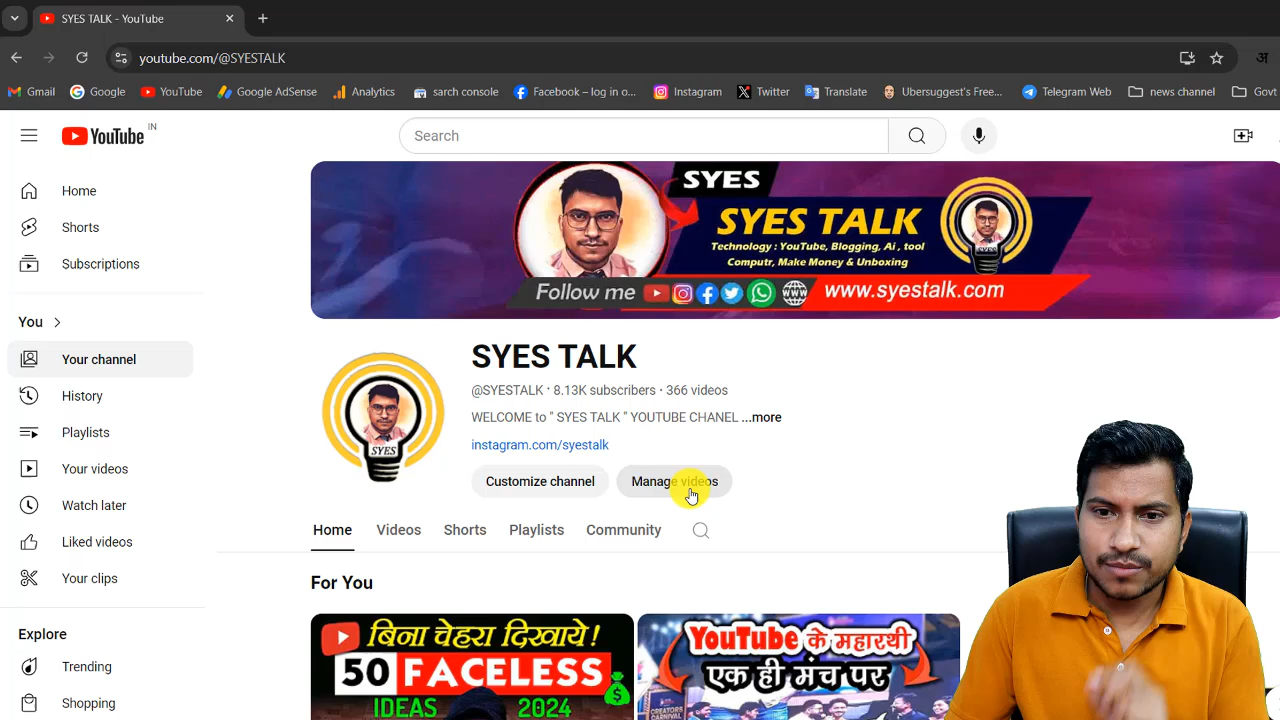 SYES TALK - YouTube
youtube.com/@SYESTALK
अ
Gmail
Google
YouTube
Google AdSense
Analytics
sarch console
Facebook – log in o...
Instagram
Twitter
Translate
Ubersuggest's Free...
Telegram Web
news channel
Govt
YouTube IN
Search
Home
Shorts
Subscriptions
You
Your channel
History
Playlists
Your videos
Watch later
Liked videos
Your clips
Explore
Trending
Shopping
SYES
SYES TALK
Technology : YouTube, Blogging, Ai , tool
Computr, Make Money & Unboxing
Follow me
WWW
www.syestalk.com
SYES
SYES TALK
@SYESTALK · 8.13K subscribers · 366 videos
WELCOME to " SYES TALK " YOUTUBE CHANEL ...more
instagram.com/syestalk
Customize channel
Manage videos
Home
Videos
Shorts
Playlists
Community
For You
बिना चेहरा दिखाये!
50 FACELESS
IDEAS 2024
$
YouTube के महारथी
एक ही मंच पर